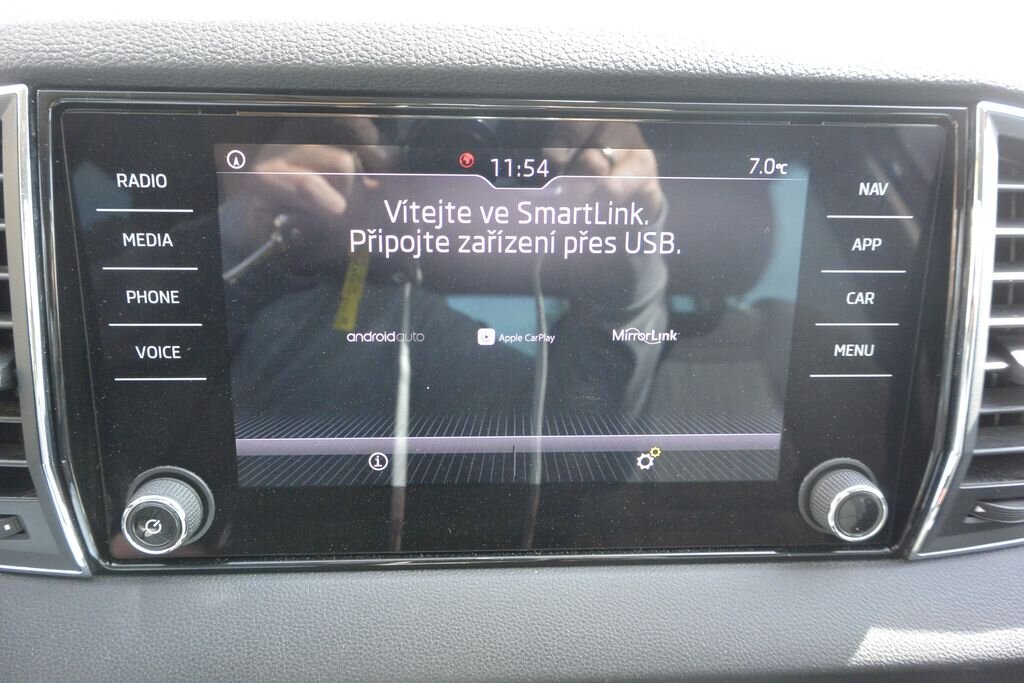 11:54
7.0°C
Vítejte ve SmartLink.
Připojte zařízení přes USB.
androidauto
Apple CarPlay
MirrorLink
RADIO
MEDIA
PHONE
VOICE
NAV
APP
CAR
MENU